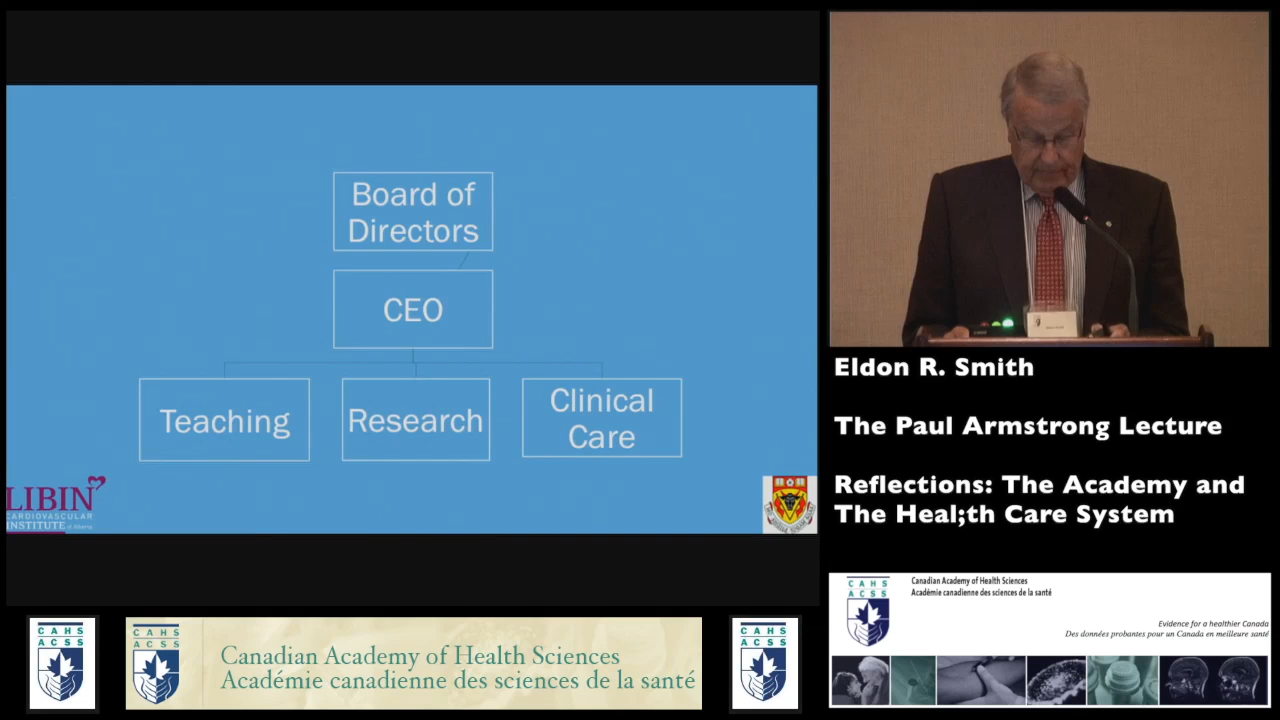 Board of
Directors
CEO
Teaching
Research
Clinical
Care
LIBIN
CARDIOVASCULAR
INSTITUTE of Alberta
Eldon R. Smith
The Paul Armstrong Lecture
Reflections: The Academy and
The Heal;th Care System
CAHS
ACSS
Canadian Academy of Health Sciences
Académie canadienne des sciences de la santé
Evidence for a healthier Canada
Des données probantes pour un Canada en meilleure santé
CAHS
ACSS
CAHS
ACSS
Canadian Academy of Health Sciences
Académie canadienne des sciences de la santé
CAHS
ACSS